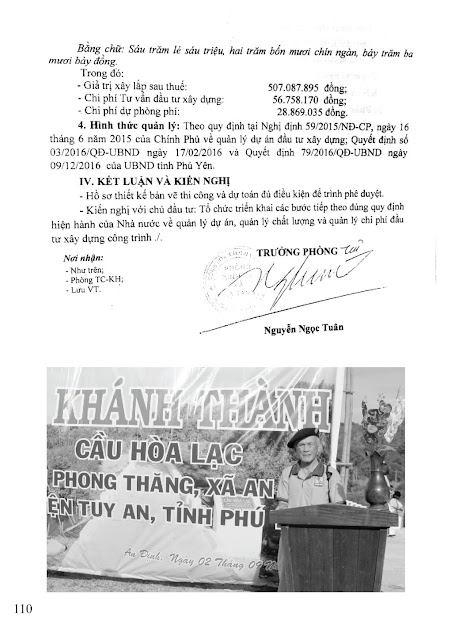 Bằng chữ: Sáu trăm lẻ sáu triệu, hai trăm bốn mươi chín ngàn, bảy trăm ba
mươi bảy đồng.
Trong đó:
- Giá trị xây lắp sau thuế: 507.087.895 đồng;
- Chi phí Tư vấn đầu tư xây dựng: 56.758.170 đồng;
- Chi phí dự phòng phí: 28.869.035 đồng.
4. Hình thức quản lý: Theo quy định tại Nghị định 59/2015/NĐ-CP, ngày 16
tháng 6 năm 2015 của Chính Phủ về quản lý dự án đầu tư xây dựng; Quyết định số
03/2016/QĐ-UBND ngày 17/02/2016 và Quyết định 79/2016/QĐ-UBND ngày
09/12/2016 của UBND tỉnh Phú Yên.
IV. KẾT LUẬN VÀ KIẾN NGHỊ
- Hồ sơ thiết kế bản vẽ thi công và dự toán đủ điều kiện để trình phê duyệt.
- Kiến nghị với chủ đầu tư: Tổ chức triển khai các bước tiếp theo đúng quy định
hiện hành của Nhà nước về quản lý dự án, quản lý chất lượng và quản lý chi phí đầu
tư xây dựng công trình ./.
Nơi nhận:
- Như trên;
- Phòng TC-KH;
- Lưu VT.
TRƯỞNG PHÒNG
Nguyễn Ngọc Tuân
KHÁNH THÀNH
CẦU HÒA LẠC
PHONG THĂNG, XÃ AN
ỆN TUY AN, TỈNH PHÚ
An Định, Ngày 02 Tháng 09 N
110